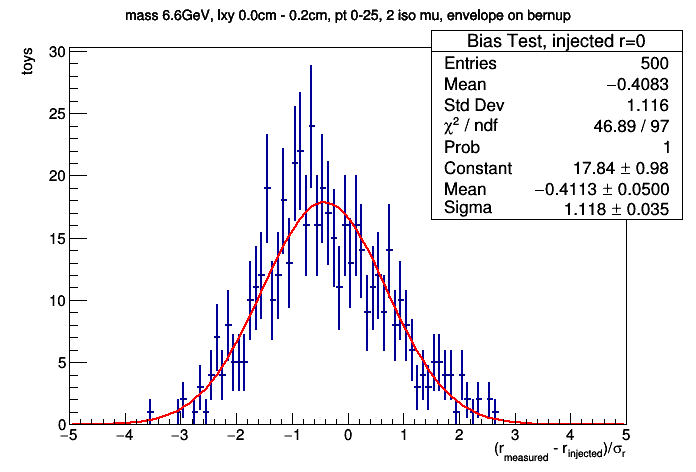 mass 6.6GeV, lxy 0.0cm - 0.2cm, pt 0-25, 2 iso mu, envelope on bernup
Bias Test, injected r=0
Entries 500
Mean −0.4083
Std Dev 1.116
χ² / ndf 46.89 / 97
Prob 1
Constant 17.84 ± 0.98
Mean −0.4113 ± 0.0500
Sigma 1.118 ± 0.035
toys
30
25
20
15
10
5
0
−5 −4 −3 −2 −1 0 1 2 3 4 5
(r_measured - r_injected)/σ_r